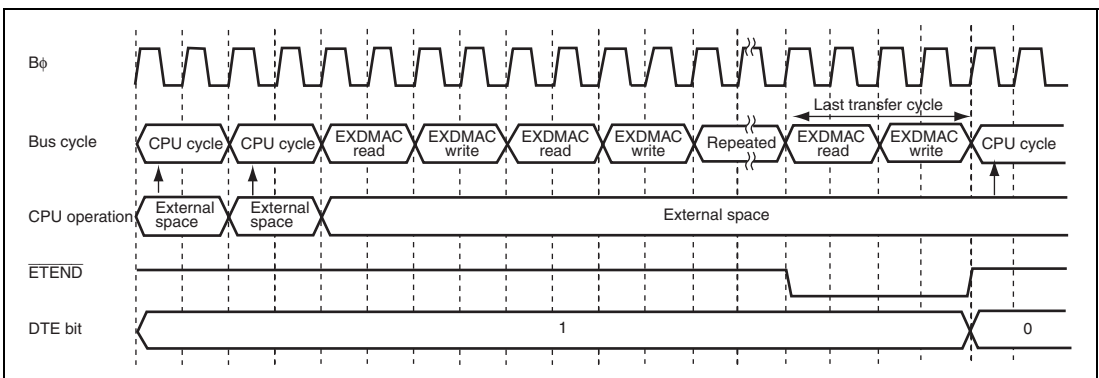 Bφ
Last transfer cycle
Bus cycle CPU cycle CPU cycle EXDMAC read EXDMAC write EXDMAC read EXDMAC write Repeated EXDMAC read EXDMAC write CPU cycle
CPU operation External space External space External space
ETEND
DTE bit 1 0